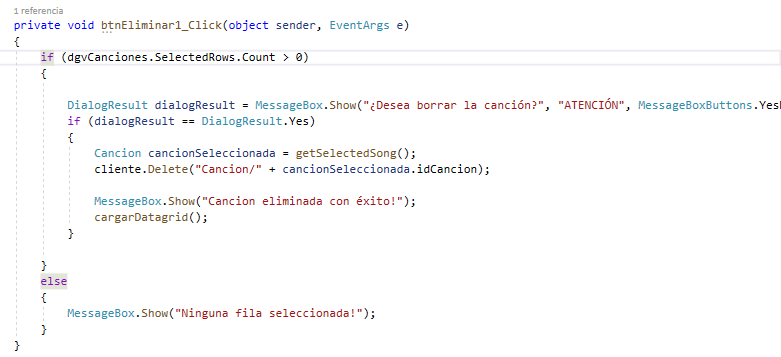 1 referencia
private void btnEliminar1_Click(object sender, EventArgs e)
{
if (dgvCanciones.SelectedRows.Count > 0)
{
DialogResult dialogResult = MessageBox.Show("¿Desea borrar la canción?", "ATENCIÓN", MessageBoxButtons.Yes
if (dialogResult == DialogResult.Yes)
{
Cancion cancionSeleccionada = getSelectedSong();
cliente.Delete("Cancion/" + cancionSeleccionada.idCancion);
MessageBox.Show("Cancion eliminada con éxito!");
cargarDatagrid();
}
}
else
{
MessageBox.Show("Ninguna fila seleccionada!");
}
}